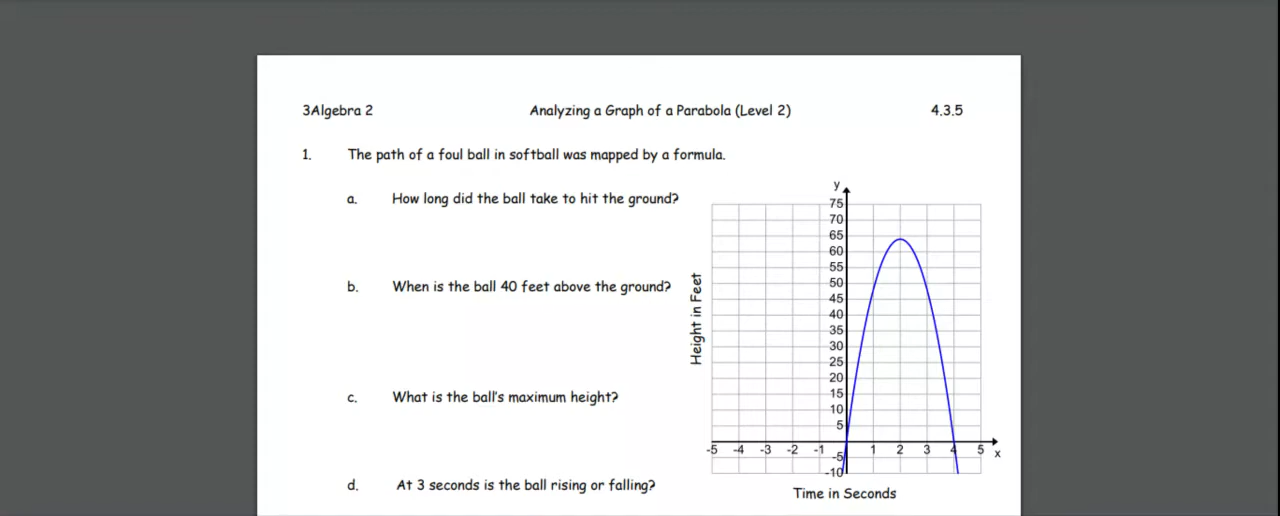 3Algebra 2 Analyzing a Graph of a Parabola (Level 2) 4.3.5
1. The path of a foul ball in softball was mapped by a formula.
a. How long did the ball take to hit the ground?
b. When is the ball 40 feet above the ground?
c. What is the ball's maximum height?
d. At 3 seconds is the ball rising or falling?
y
75
70
65
60
55
50
45
40
35
30
25
20
15
10
5
-5 -4 -3 -2 -1 1 2 3 4 5 x
-5
-10
Height in Feet
Time in Seconds